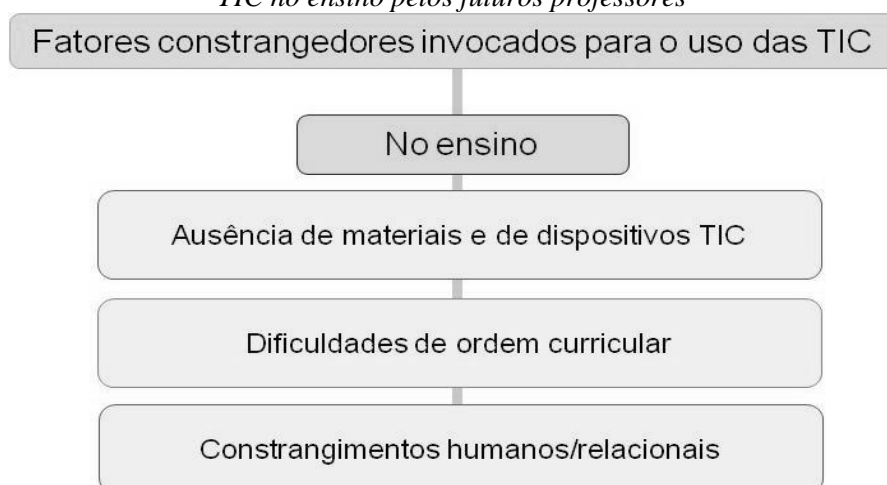 TIC no ensino pelos futuros professores
Fatores constrangedores invocados para o uso das TIC
No ensino
Ausência de materiais e de dispositivos TIC
Dificuldades de ordem curricular
Constrangimentos humanos/relacionais